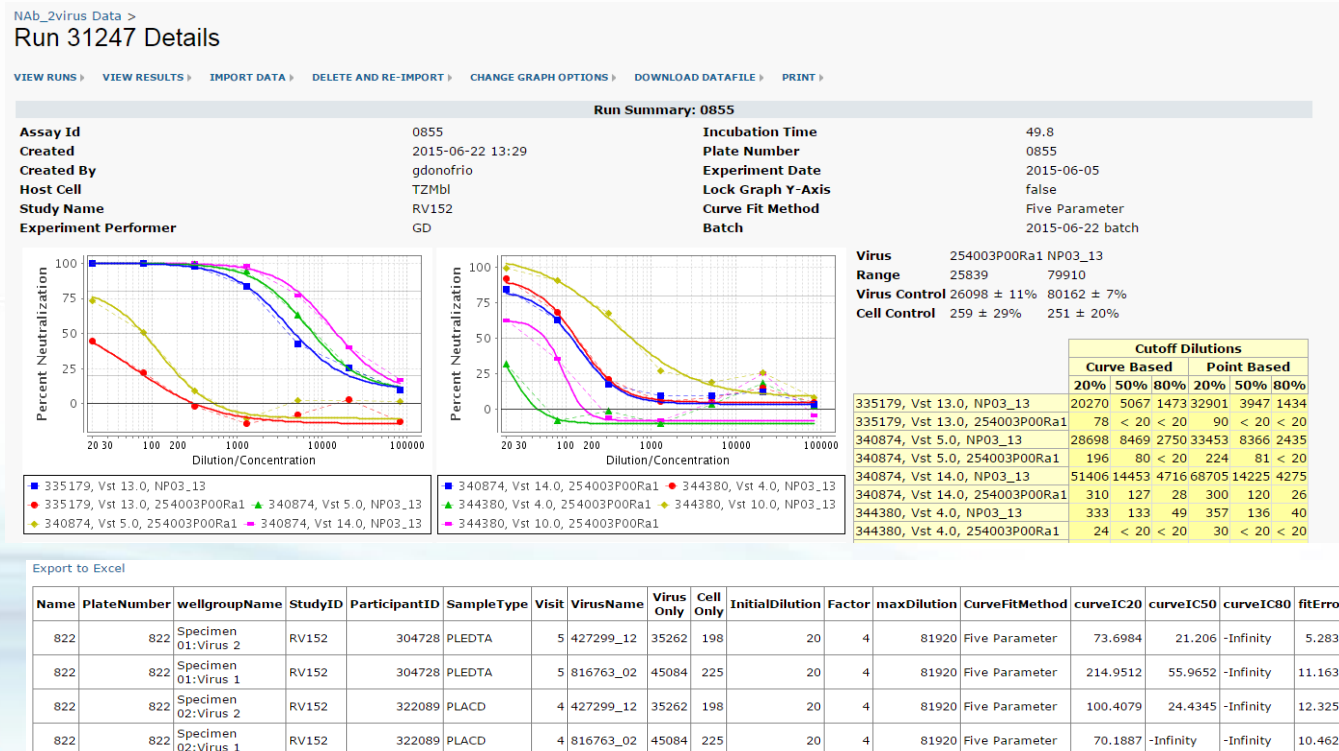 NAb_2virus Data >
Run 31247 Details
VIEW RUNS VIEW RESULTS IMPORT DATA DELETE AND RE-IMPORT CHANGE GRAPH OPTIONS DOWNLOAD DATAFILE PRINT
Run Summary: 0855
Assay Id 0855 Incubation Time 49.8
Created 2015-06-22 13:29 Plate Number 0855
Created By gdonofrio Experiment Date 2015-06-05
Host Cell TZMbl Lock Graph Y-Axis false
Study Name RV152 Curve Fit Method Five Parameter
Experiment Performer GD Batch 2015-06-22 batch
Percent Neutralization
100
75
50
25
0
20 30 100 200 1000 10000 100000
Dilution/Concentration
335179, Vst 13.0, NP03_13
335179, Vst 13.0, 254003P00Ra1 340874, Vst 5.0, NP03_13
340874, Vst 5.0, 254003P00Ra1 340874, Vst 14.0, NP03_13
Percent Neutralization
100
75
50
25
0
20 30 100 200 1000 10000 100000
Dilution/Concentration
340874, Vst 14.0, 254003P00Ra1 344380, Vst 4.0, NP03_13
344380, Vst 4.0, 254003P00Ra1 344380, Vst 10.0, NP03_13
344380, Vst 10.0, 254003P00Ra1
Virus 254003P00Ra1 NP03_13
Range 25839 79910
Virus Control 26098 ± 11% 80162 ± 7%
Cell Control 259 ± 29% 251 ± 20%
Cutoff Dilutions
Curve Based Point Based
20% 50% 80% 20% 50% 80%
335179, Vst 13.0, NP03_13 20270 5067 1473 32901 3947 1434
335179, Vst 13.0, 254003P00Ra1 78 < 20 < 20 90 < 20 < 20
340874, Vst 5.0, NP03_13 28698 8469 2750 33453 8366 2435
340874, Vst 5.0, 254003P00Ra1 196 80 < 20 224 81 < 20
340874, Vst 14.0, NP03_13 51406 14453 4716 68705 14225 4275
340874, Vst 14.0, 254003P00Ra1 310 127 28 300 120 26
344380, Vst 4.0, NP03_13 333 133 49 357 136 40
344380, Vst 4.0, 254003P00Ra1 24 < 20 < 20 30 < 20 < 20
Export to Excel
Name PlateNumber wellgroupName StudyID ParticipantID SampleType Visit VirusName Virus Only Cell Only InitialDilution Factor maxDilution CurveFitMethod curveIC20 curveIC50 curveIC80 fitErro
822 822 Specimen 01:Virus 2 RV152 304728 PLEDTA 5 427299_12 35262 198 20 4 81920 Five Parameter 73.6984 21.206 -Infinity 5.283
822 822 Specimen 01:Virus 1 RV152 304728 PLEDTA 5 816763_02 45084 225 20 4 81920 Five Parameter 214.9512 55.9652 -Infinity 11.163
822 822 Specimen 02:Virus 2 RV152 322089 PLACD 4 427299_12 35262 198 20 4 81920 Five Parameter 100.4079 24.4345 -Infinity 12.325
822 822 Specimen 02:Virus 1 RV152 322089 PLACD 4 816763_02 45084 225 20 4 81920 Five Parameter 70.1887 -Infinity -Infinity 10.462